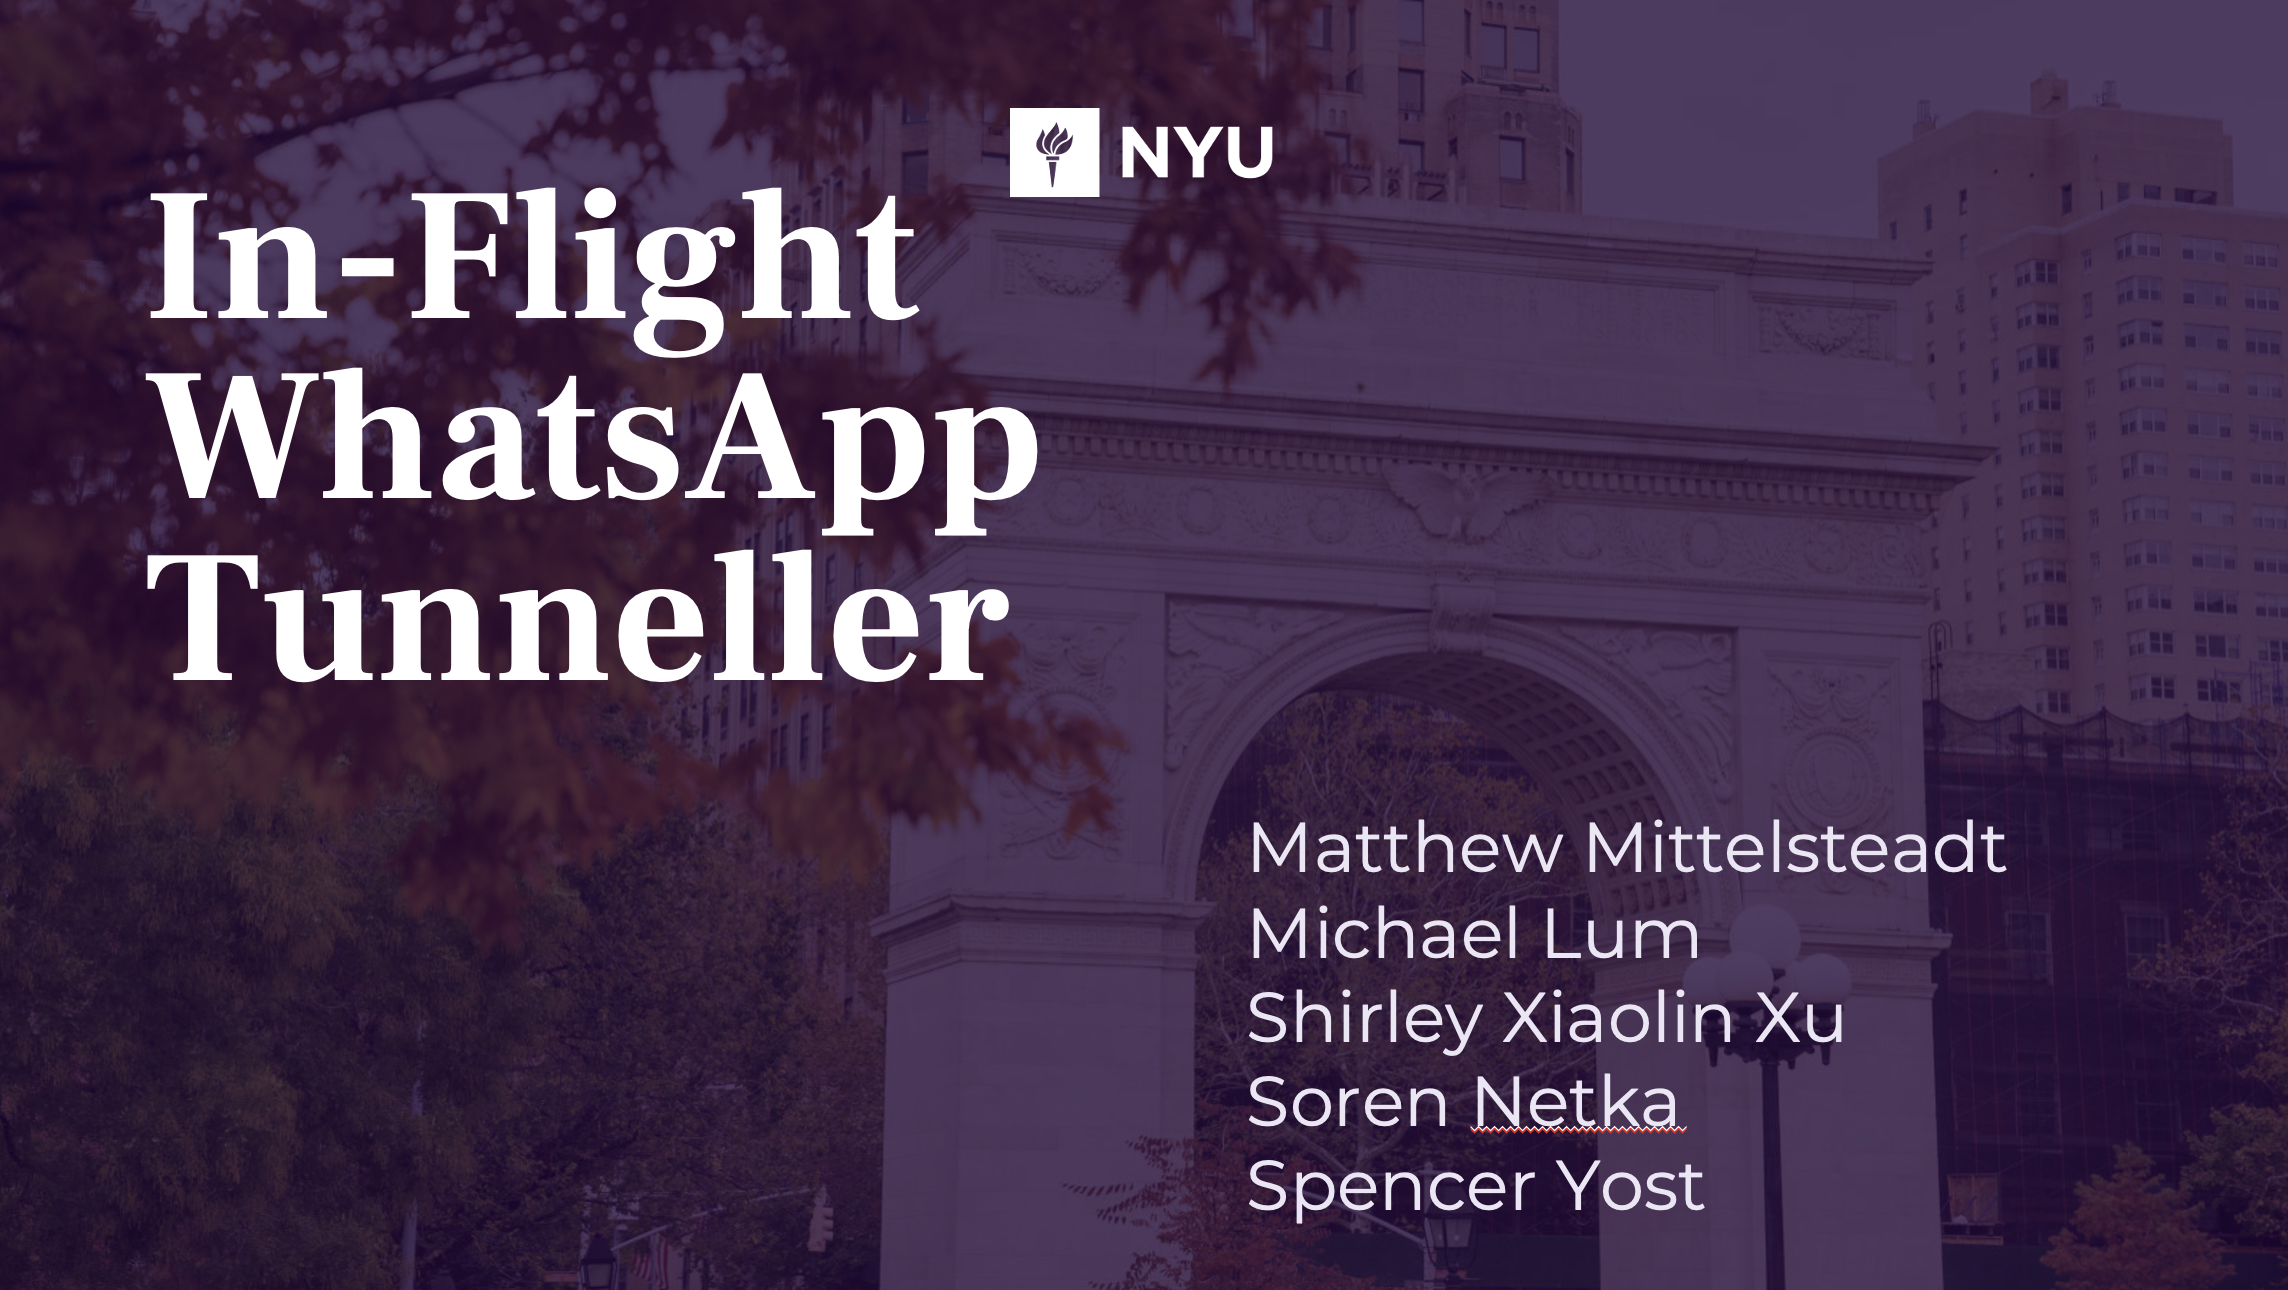 NYU
In-Flight
WhatsApp
Tunneller
Matthew Mittelsteadt
Michael Lum
Shirley Xiaolin Xu
Soren Netka
Spencer Yost